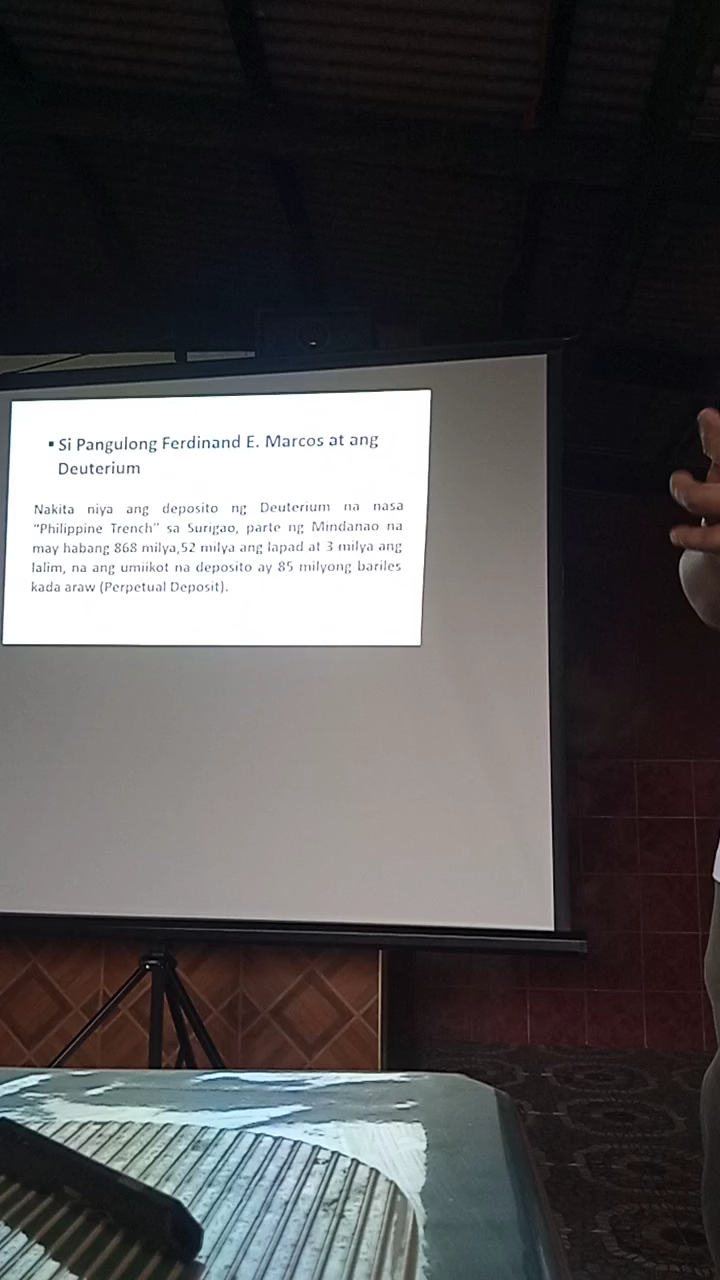 ▪ Si Pangulong Ferdinand E. Marcos at ang
Deuterium
Nakita niya ang deposito ng Deuterium na nasa
"Philippine Trench" sa Surigao, parte ng Mindanao na
may habang 868 milya,52 milya ang lapad at 3 milya ang
lalim, na ang umiikot na deposito ay 85 milyong bariles
kada araw (Perpetual Deposit).